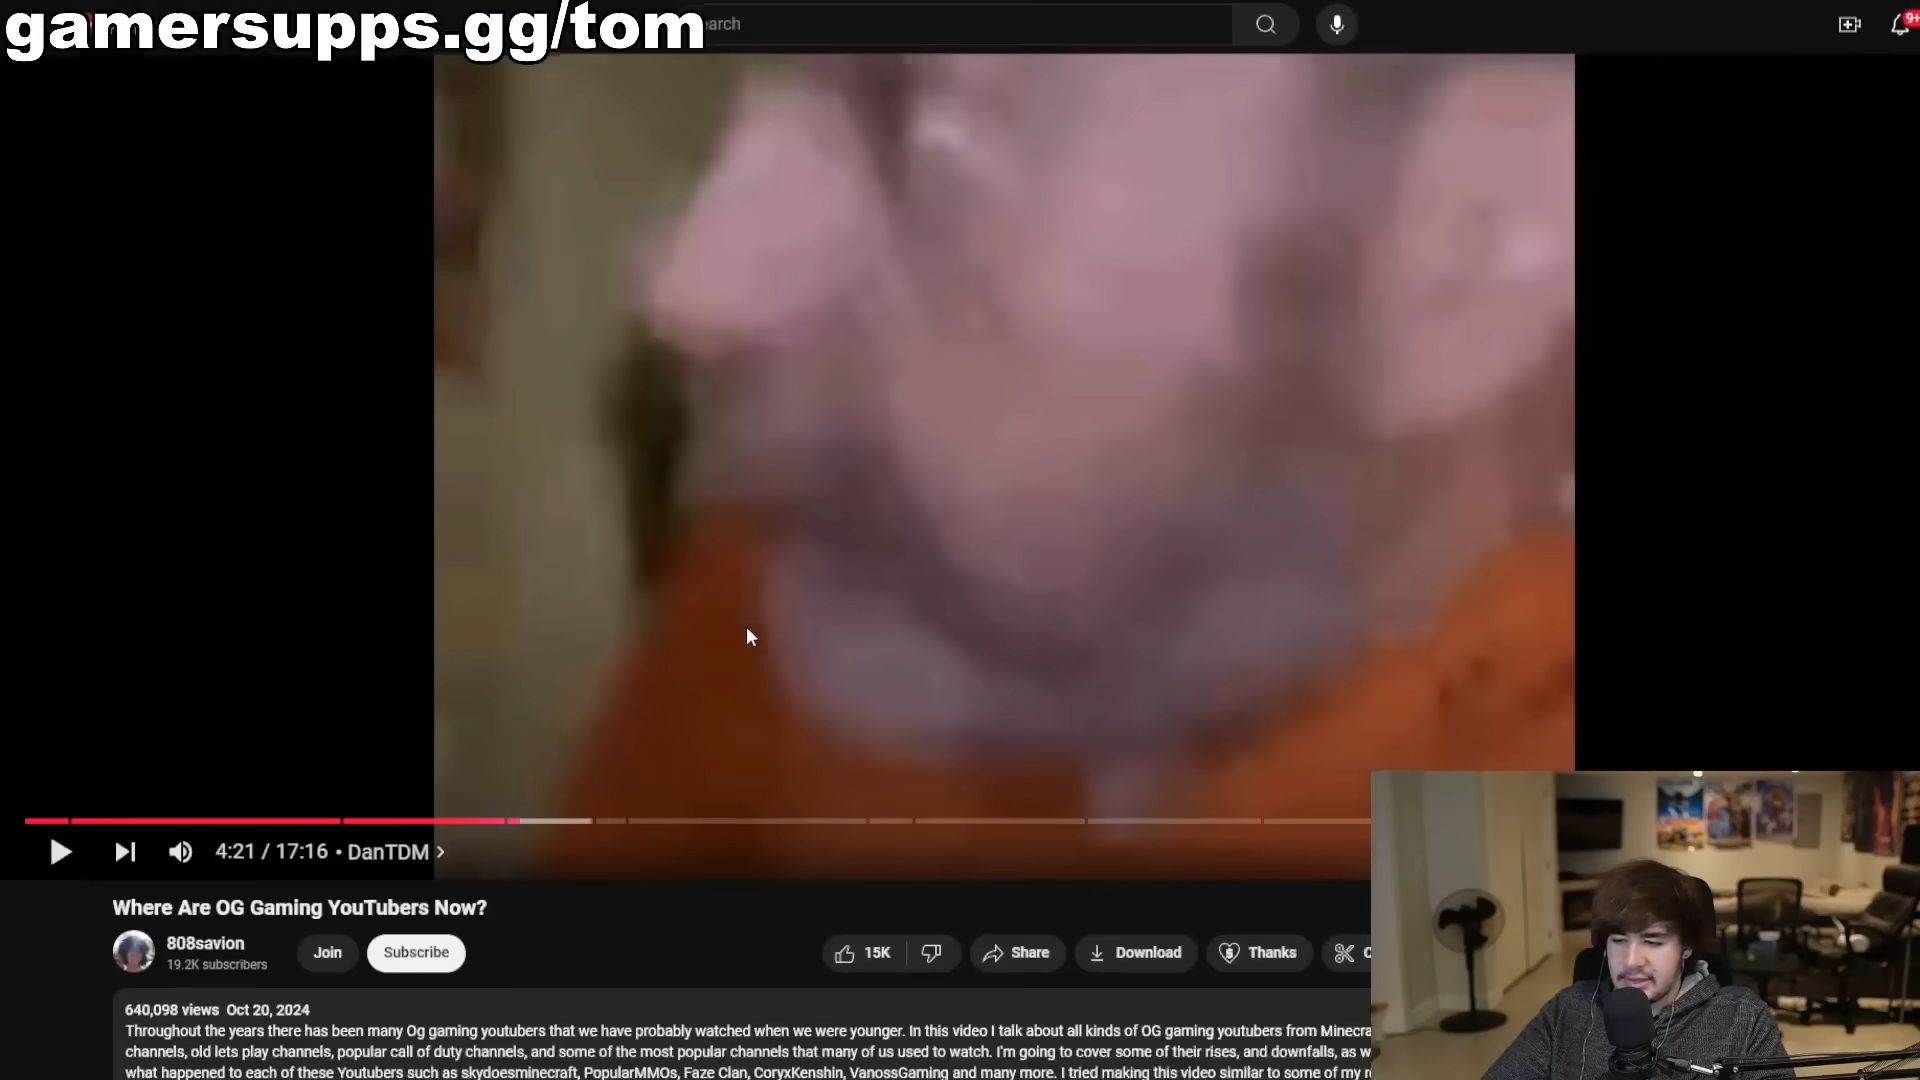 gamersupps.gg/tom
earch
9+
4:21 / 17:16 • DanTDM
Where Are OG Gaming YouTubers Now?
808savion
19.2K subscribers
Join
Subscribe
15K
Share
Download
Thanks
C
640,098 views Oct 20, 2024
Throughout the years there has been many Og gaming youtubers that we have probably watched when we were younger. In this video I talk about all kinds of OG gaming youtubers from Minecra
channels, old lets play channels, popular call of duty channels, and some of the most popular channels that many of us used to watch. I'm going to cover some of their rises, and downfalls, as w
what happened to each of these Youtubers such as skydoesminecraft, PopularMMOs, Faze Clan, CoryxKenshin, VanossGaming and many more. I tried making this video similar to some of my r